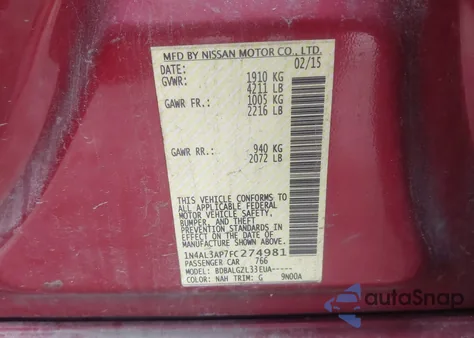 MFD BY NISSAN MOTOR CO., LTD.
DATE: 02/15
GVWR: 1910 KG
4211 LB
GAWR FR.: 1005 KG
2216 LB
GAWR RR.: 940 KG
2072 LB
THIS VEHICLE CONFORMS TO
ALL APPLICABLE FEDERAL
MOTOR VEHICLE SAFETY,
BUMPER, AND THEFT
PREVENTION STANDARDS IN
EFFECT ON THE DATE OF
MANUFACTURE SHOWN ABOVE.
1N4AL3AP7FC274981
PASSENGER CAR 766
MODEL: BDBALGZL33EUA-----
COLOR: NAH TRIM: G 9N00A
autoSnap